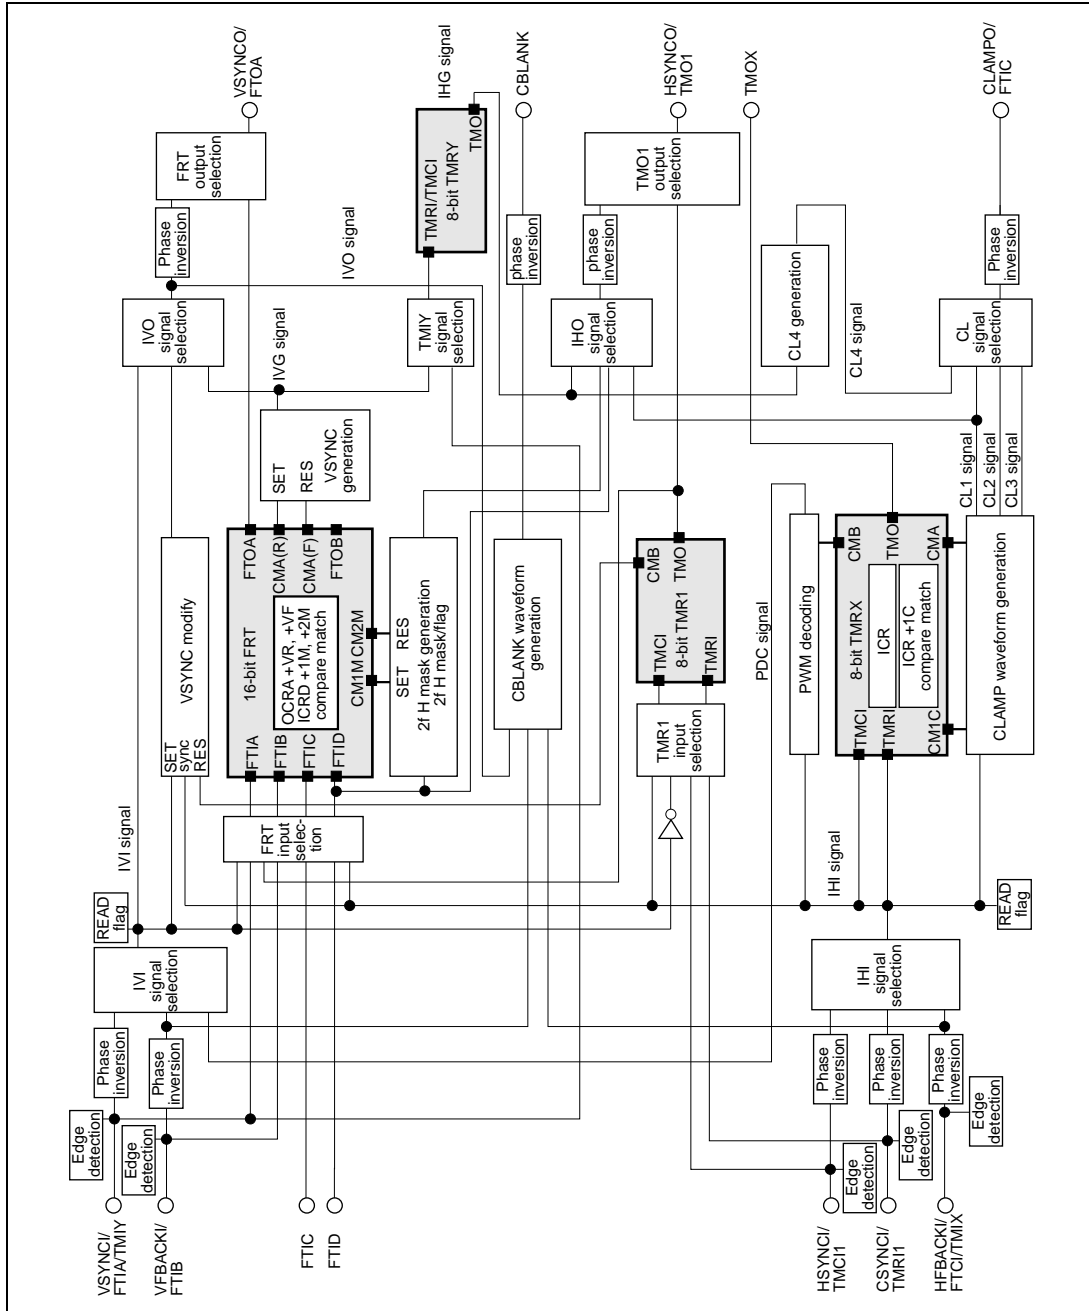 VSYNCO/
FTOA
IHG signal
CBLANK
HSYNCO/
TMO1
TMOX
CLAMPO/
FTIC
FRT
output
selection
TMO
TMRI/TMCI
8-bit TMRY
TMO1
output
selection
Phase
inversion
IVO signal
phase
inversion
phase
inversion
Phase
inversion
IVO
signal
selection
IVG signal
TMIY
signal
selection
IHO
signal
selection
CL4 generation
CL4 signal
CL
signal
selection
SET
RES
VSYNC
generation
CL1 signal
CL2 signal
CL3 signal
VSYNC modify
SET
sync
RES
FTOA
CMA(R)
CMA(F)
FTOB
16-bit FRT
OCRA +VR, +VF
ICRD +1M, +2M
compare match
CM1M CM2M
FTIA
FTIB
FTIC
FTID
SET RES
2f H mask generation
2f H mask/flag
CBLANK waveform
generation
CMB
TMO
8-bit TMR1
TMCI
TMRI
PDC signal
PWM decoding
CMB
TMO
CMA
8-bit TMRX
ICR
ICR +1C
compare match
TMCI
TMRI
CM1C
CLAMP waveform generation
TMR1
input
selection
FRT
input
selec-
tion
IVI signal
IHI signal
READ
flag
READ
flag
IVI
signal
selection
IHI
signal
selection
Phase
inversion
Phase
inversion
Phase
inversion
Phase
inversion
Phase
inversion
Edge
detection
Edge
detection
Edge
detection
Edge
detection
Edge
detection
VSYNCI/
FTIA/TMIY
VFBACKI/
FTIB
FTIC
FTID
HSYNCI/
TMCI1
CSYNCI/
TMRI1
HFBACKI/
FTCI/TMIX